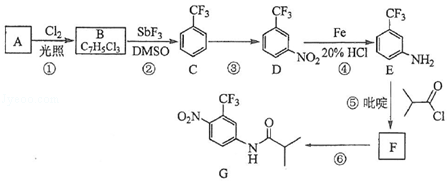 A
Cl₂
光照
①
B
C₇H₅Cl₃
SbF₃
DMSO
②
CF₃
C
③
CF₃
NO₂
D
Fe
20% HCl
④
CF₃
NH₂
E
⑤ 吡啶
O
Cl
F
⑥
CF₃
O₂N
O
N
H
G